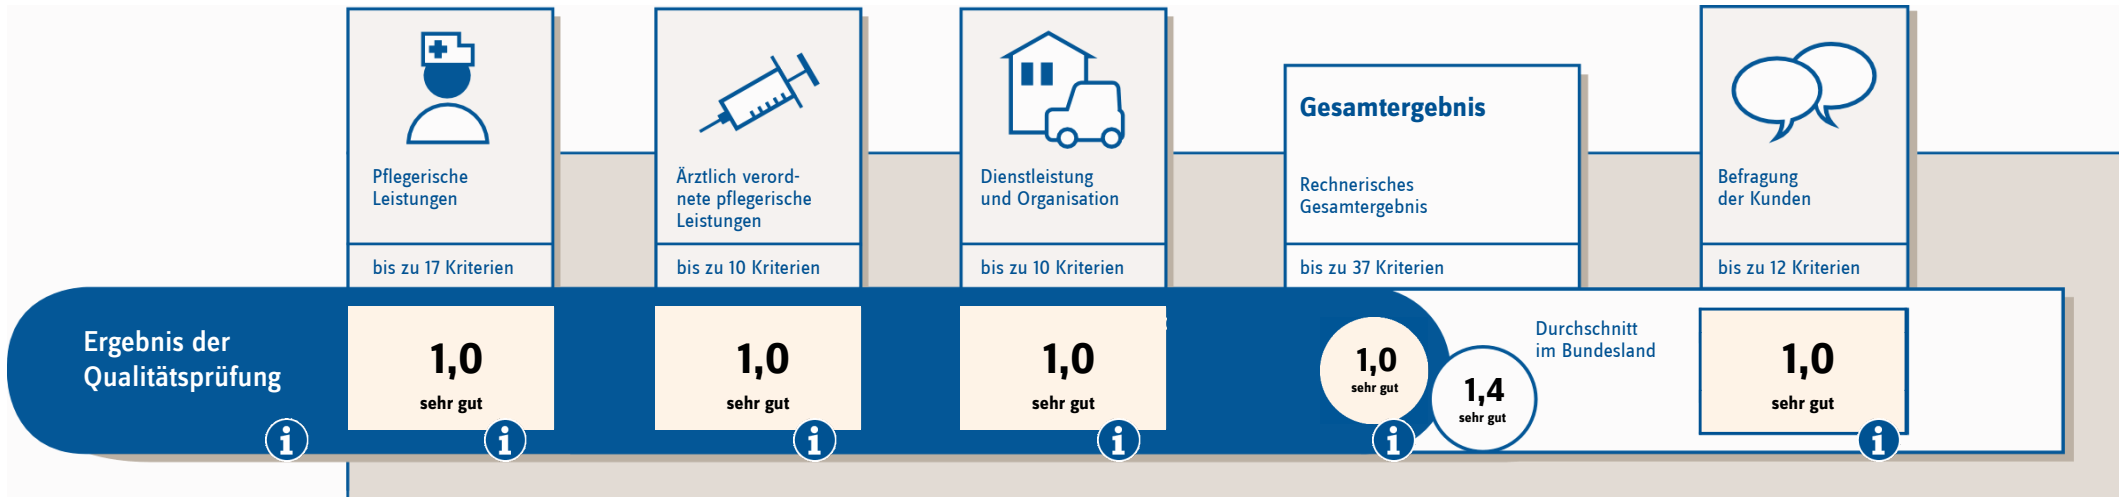 Pflegerische
Leistungen
bis zu 17 Kriterien
Ärztlich verord-
nete pflegerische
Leistungen
bis zu 10 Kriterien
Dienstleistung
und Organisation
bis zu 10 Kriterien
Gesamtergebnis
Rechnerisches
Gesamtergebnis
bis zu 37 Kriterien
Befragung
der Kunden
bis zu 12 Kriterien
Ergebnis der
Qualitätsprüfung
i
1,0
sehr gut
i
1,0
sehr gut
i
1,0
sehr gut
i
1,0
sehr gut
i
1,4
sehr gut
Durchschnitt
im Bundesland
1,0
sehr gut
i